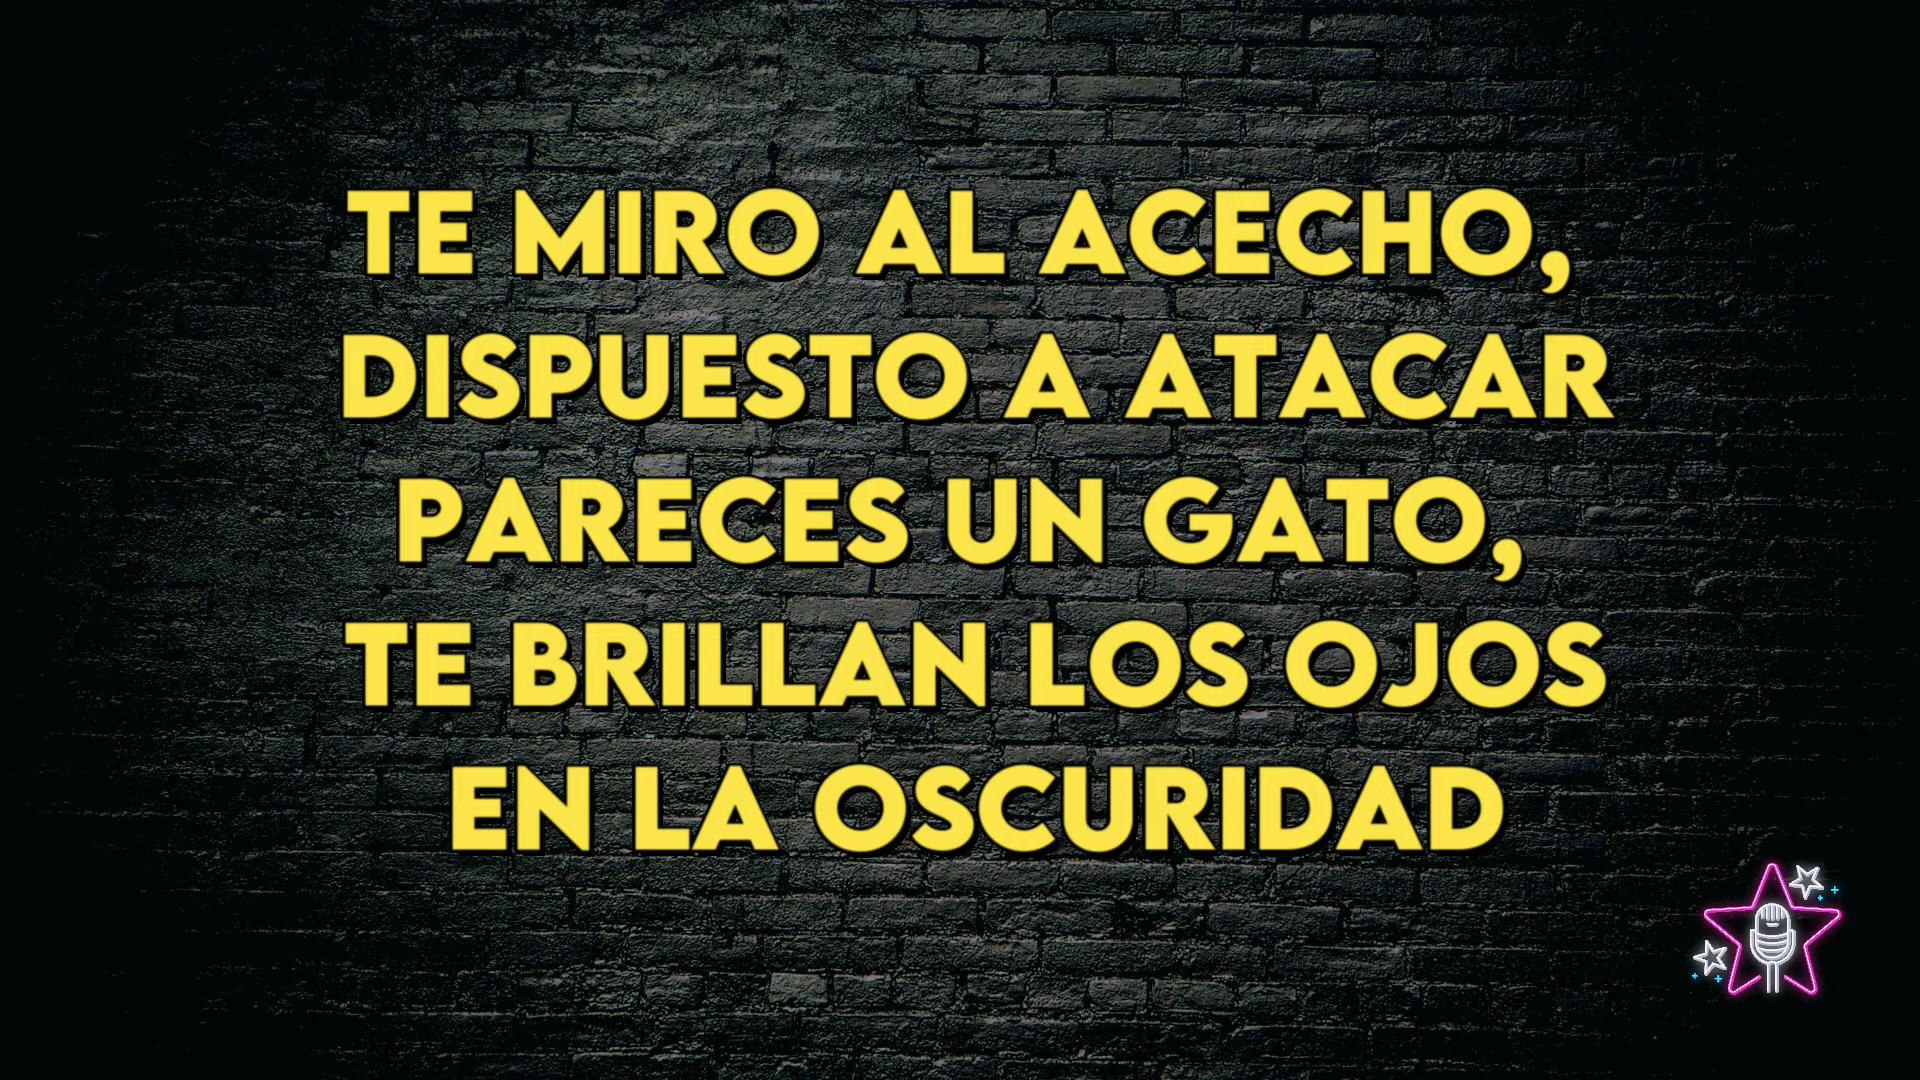 TE MIRO AL ACECHO,
DISPUESTO A ATACAR
PARECES UN GATO,
TE BRILLAN LOS OJOS
EN LA OSCURIDAD